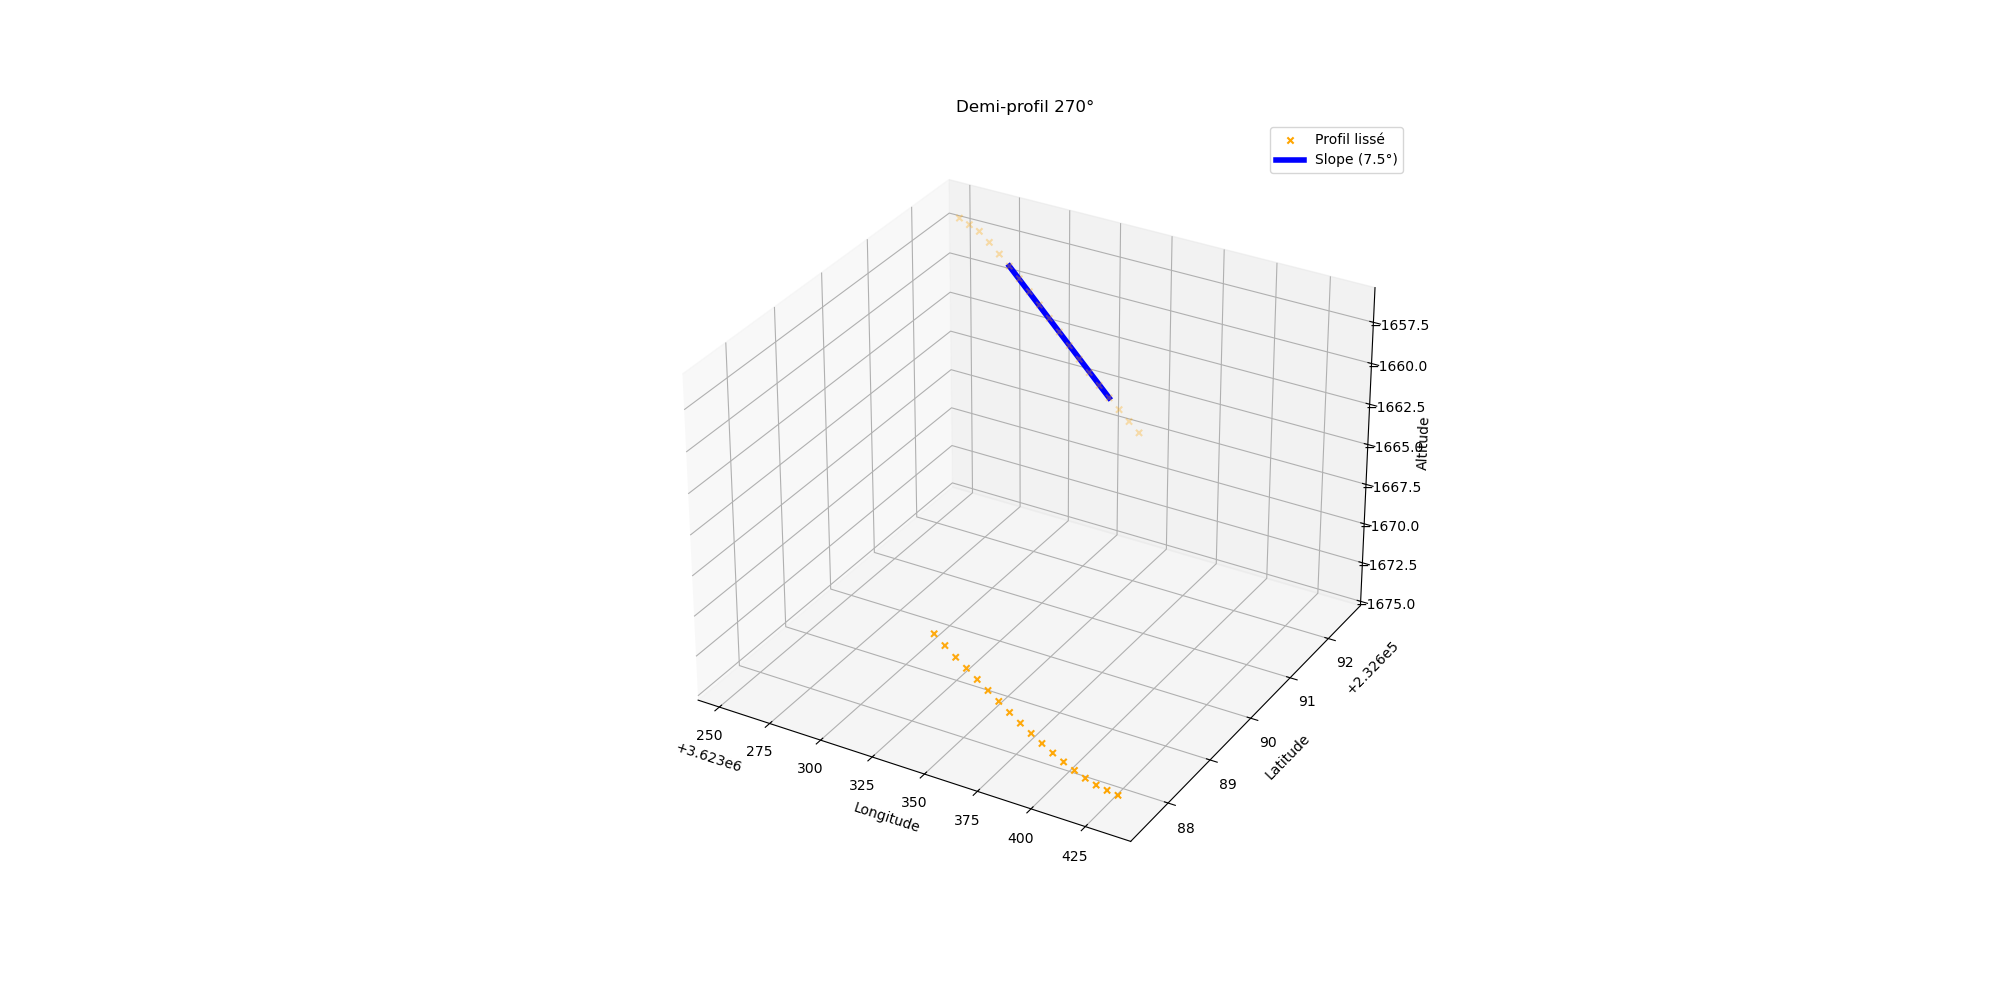 Demi-profil 270°
Profil lissé
Slope (7.5°)
−1657.5
−1660.0
−1662.5
−1665.0
Altitude
−1667.5
−1670.0
−1672.5
−1675.0
92
+2.326e5
91
90
Latitude
89
88
250
+3.623e6
275
300
325
350
Longitude
375
400
425